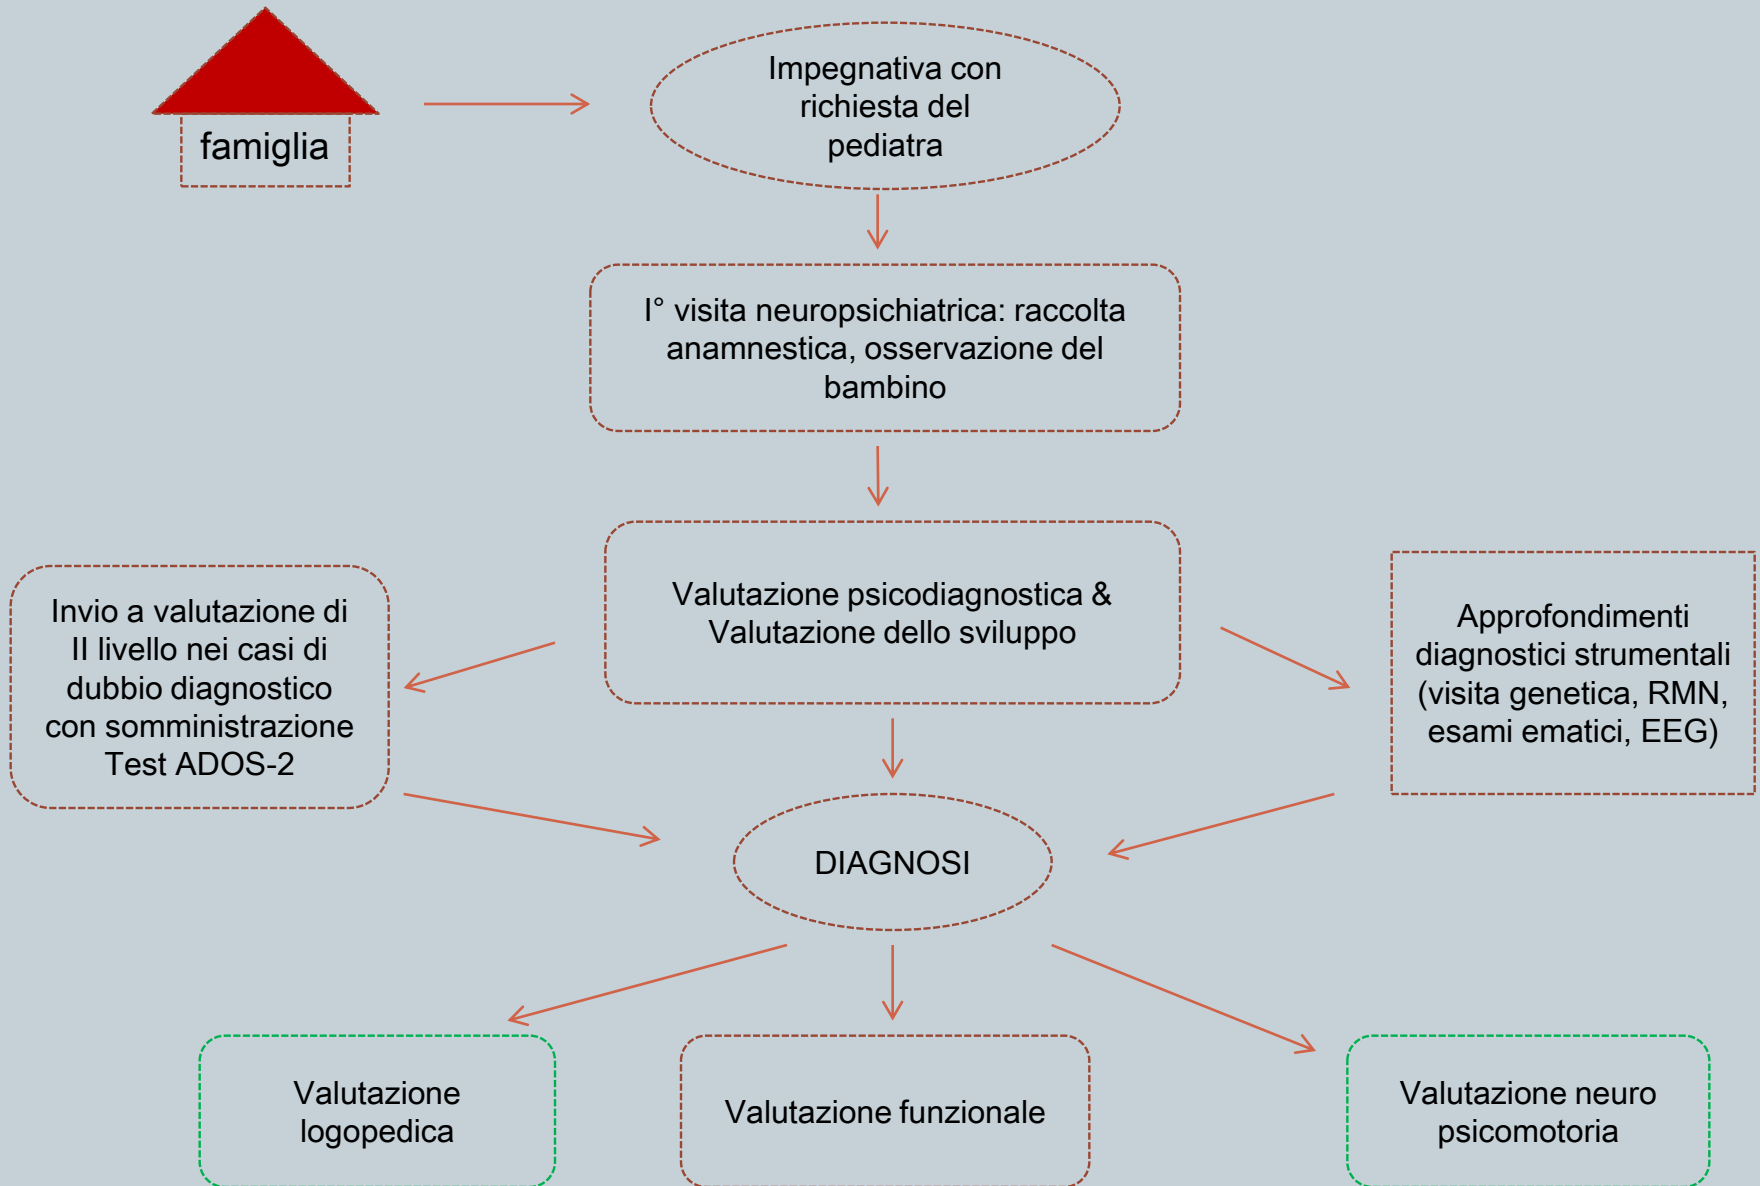 famiglia
Impegnativa con
richiesta del
pediatra
I° visita neuropsichiatrica: raccolta
anamnestica, osservazione del
bambino
Valutazione psicodiagnostica &
Valutazione dello sviluppo
Invio a valutazione di
II livello nei casi di
dubbio diagnostico
con somministrazione
Test ADOS-2
Approfondimenti
diagnostici strumentali
(visita genetica, RMN,
esami ematici, EEG)
DIAGNOSI
Valutazione
logopedica
Valutazione funzionale
Valutazione neuro
psicomotoria